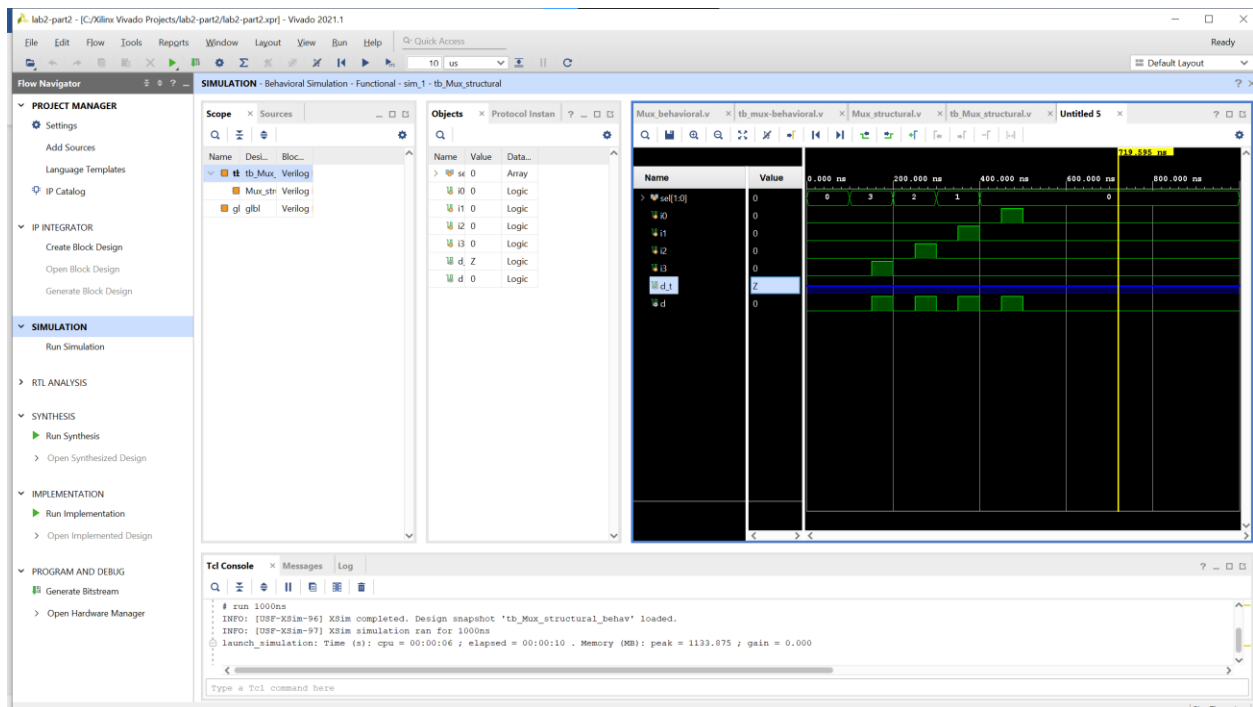 lab2-part2 - [C:/Xilinx Vivado Projects/lab2-part2/lab2-part2.xpr] - Vivado 2021.1
File Edit Flow Tools Reports Window Layout View Run Help Quick Access Ready
10 us Default Layout
Flow Navigator
SIMULATION - Behavioral Simulation - Functional - sim_1 - tb_Mux_structural
PROJECT MANAGER
Settings
Add Sources
Language Templates
IP Catalog
IP INTEGRATOR
Create Block Design
Open Block Design
Generate Block Design
SIMULATION
Run Simulation
RTL ANALYSIS
SYNTHESIS
Run Synthesis
Open Synthesized Design
IMPLEMENTATION
Run Implementation
Open Implemented Design
PROGRAM AND DEBUG
Generate Bitstream
Open Hardware Manager
Scope Sources
Name Desi... Bloc...
tb_Mux_ Verilog
Mux_str Verilog
gl glbl Verilog
Objects Protocol Instan
Name Value Data...
se 0 Array
i0 0 Logic
i1 0 Logic
i2 0 Logic
i3 0 Logic
d_ Z Logic
d 0 Logic
Mux_behavioral.v tb_mux-behavioral.v Mux_structural.v tb_Mux_structural.v Untitled 5
719.595 ns
Name Value 0.000 ns 200.000 ns 400.000 ns 600.000 ns 800.000 ns
sel[1:0] 0 0 3 2 1 0
i0 0
i1 0
i2 0
i3 0
d_t Z
d 0
Tcl Console Messages Log
# run 1000ns
INFO: [USF-XSim-96] XSim completed. Design snapshot 'tb_Mux_structural_behav' loaded.
INFO: [USF-XSim-97] XSim simulation ran for 1000ns
launch_simulation: Time (s): cpu = 00:00:06 ; elapsed = 00:00:10 . Memory (MB): peak = 1133.875 ; gain = 0.000
Type a Tcl command here